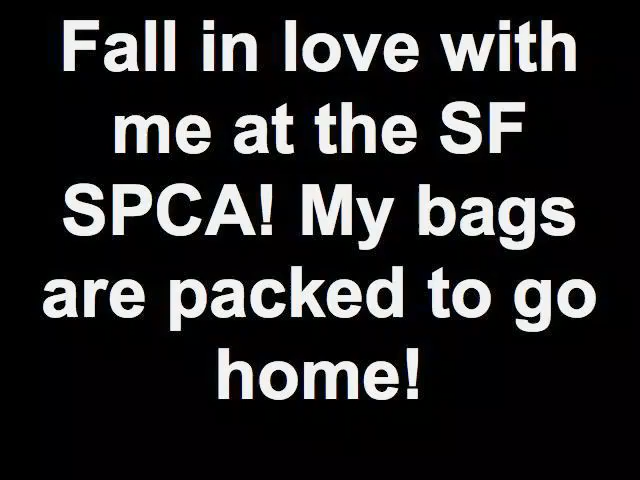 Fall in love with
me at the SF
SPCA! My bags
are packed to go
home!